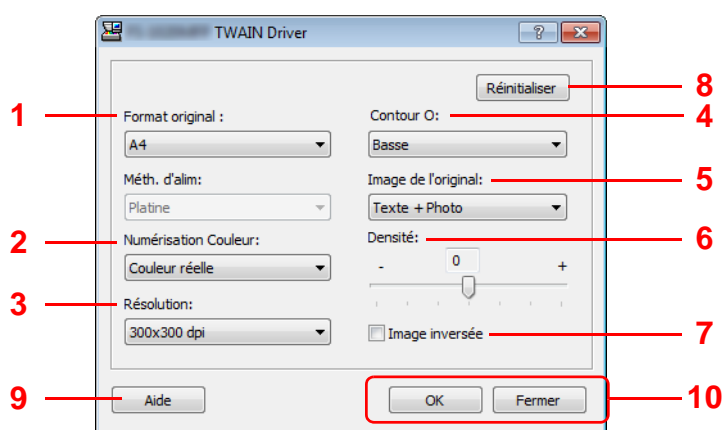 TWAIN Driver ?
Réinitialiser 8
1 Format original : Contour O: 4
A4 Basse
Méth. d'alim: Image de l'original: 5
Platine Texte + Photo
2 Numérisation Couleur: Densité: 6
Couleur réelle - 0 +
3 Résolution:
300x300 dpi Image inversée 7
9 Aide OK Fermer 10